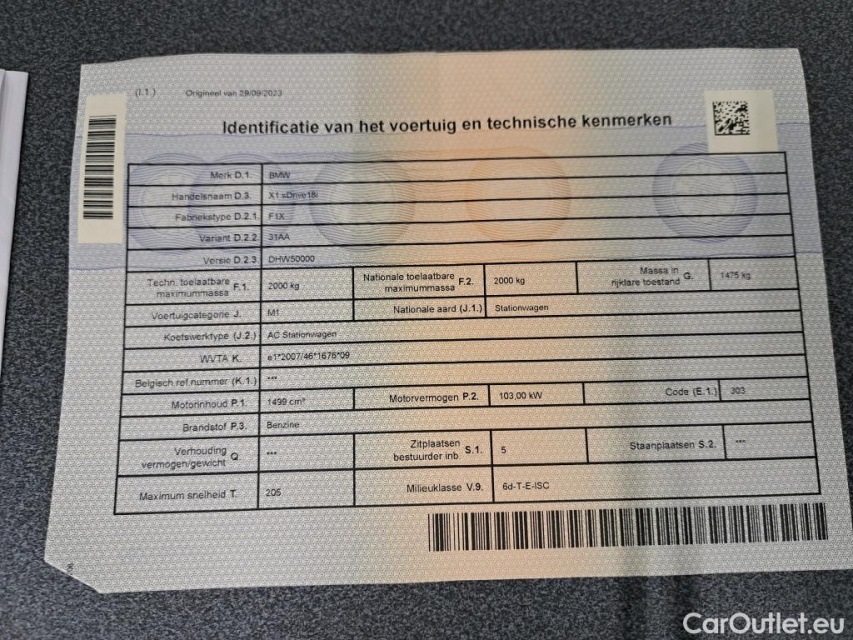 (I.1.) Origineel van 29/09/2023
Identificatie van het voertuig en technische kenmerken
Merk D.1. BMW
Handelsnaam D.3. X1 sDrive18i
Fabriekstype D.2.1 F1X
Variant D.2.2 31AA
Versie D.2.3 DHW50000
Techn. toelaatbare maximummassa F.1. 2000 kg Nationale toelaatbare maximummassa F.2. 2000 kg Massa in rijklare toestand G. 1475 kg
Voertuigcategorie J. M1 Nationale aard (J.1.) Stationwagen
Koetswerktype (J.2.) AC Stationwagen
WVTA K. e1*2007/46*1676*09
Belgisch ref.nummer (K.1.) ***
Motorinhoud P.1. 1499 cm³ Motorvermogen P.2. 103,00 kW Code (E.1.) 303
Brandstof P.3. Benzine
Verhouding vermogen/gewicht Q *** Zitplaatsen bestuurder inb. S.1. 5 Staanplaatsen S.2. ***
Maximum snelheid T. 205 Milieuklasse V.9. 6d-T-E-ISC
CarOutlet.eu